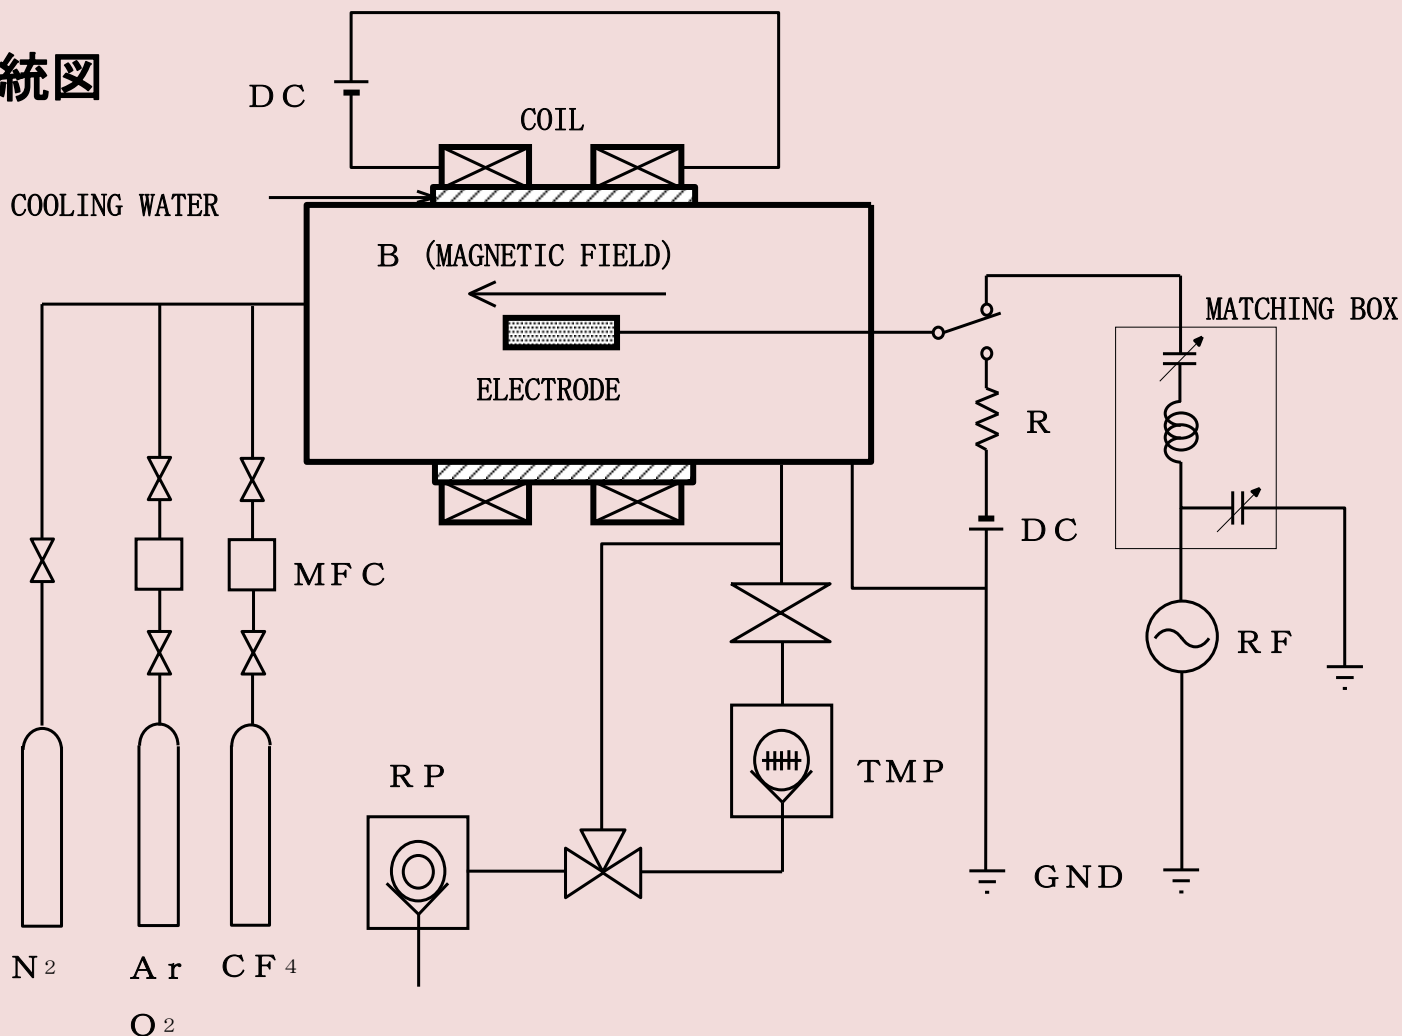 統図
DC
COIL
COOLING WATER
B (MAGNETIC FIELD)
MATCHING BOX
ELECTRODE
R
DC
MFC
RF
RP
TMP
GND
N2
Ar
CF4
O2